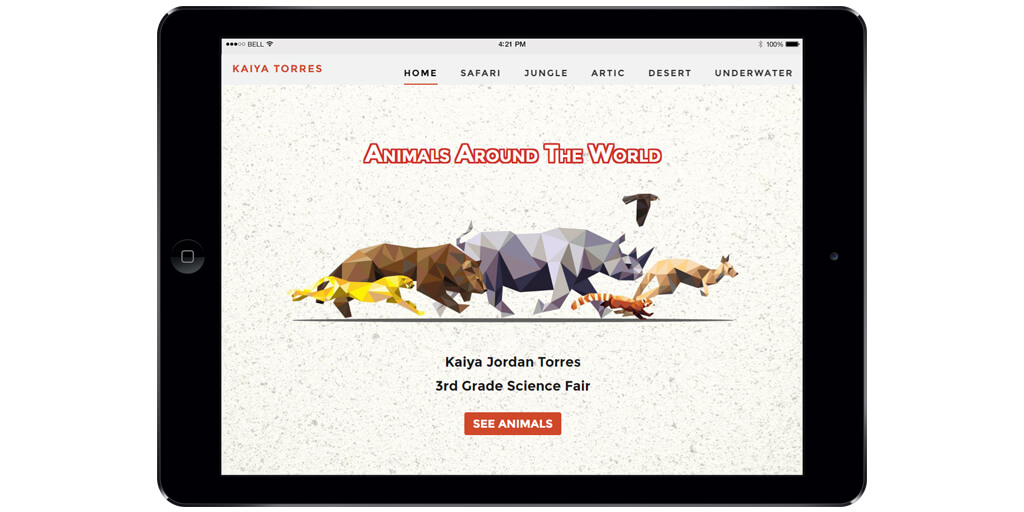 BELL 4:21 PM 100%
KAIYA TORRES HOME SAFARI JUNGLE ARTIC DESERT UNDERWATER
Animals Around The World
Kaiya Jordan Torres
3rd Grade Science Fair
SEE ANIMALS